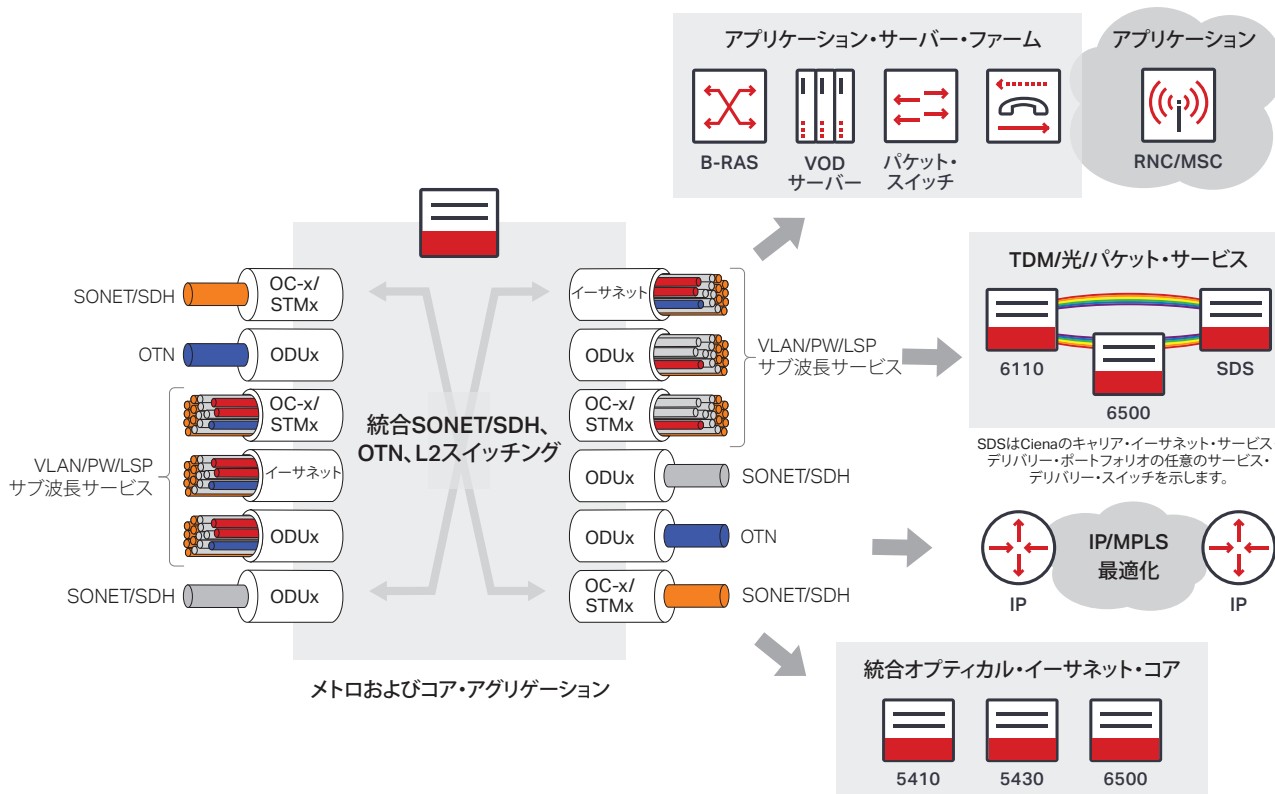 アプリケーション・サーバー・ファーム
B-RAS
VOD
サーバー
パケット・
スイッチ
アプリケーション
RNC/MSC
SONET/SDH
OC-x/
STMx
OTN
ODUx
VLAN/PW/LSP
サブ波長サービス
OC-x/
STMx
イーサネット
ODUx
SONET/SDH
ODUx
統合SONET/SDH、
OTN、L2スイッチング
メトロおよびコア・アグリゲーション
イーサネット
ODUx
OC-x/
STMx
VLAN/PW/LSP
サブ波長サービス
ODUx
SONET/SDH
ODUx
OTN
OC-x/
STMx
SONET/SDH
TDM/光/パケット・サービス
6110
6500
SDS
SDSはCienaのキャリア・イーサネット・サービス
デリバリー・ポートフォリオの任意のサービス・
デリバリー・スイッチを示します。
IP
IP/MPLS
最適化
IP
統合オプティカル・イーサネット・コア
5410
5430
6500